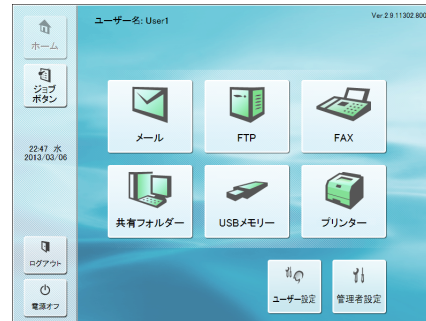 ホーム
ユーザー名: User1
Ver.2.9.11302.800
ジョブ
ボタン
メール
FTP
FAX
22:47 水
2013/03/06
共有フォルダー
USBメモリー
プリンター
ログアウト
電源オフ
ユーザー設定
管理者設定